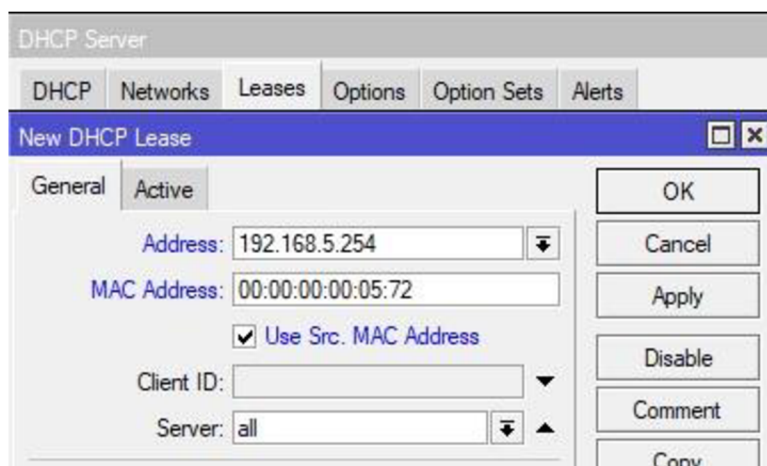 DHCP Server
DHCP Networks Leases Options Option Sets Alerts
New DHCP Lease
General Active OK
Address: 192.168.5.254 Cancel
MAC Address: 00:00:00:00:05:72 Apply
Use Src. MAC Address
Client ID: Disable
Server: all Comment
Copy